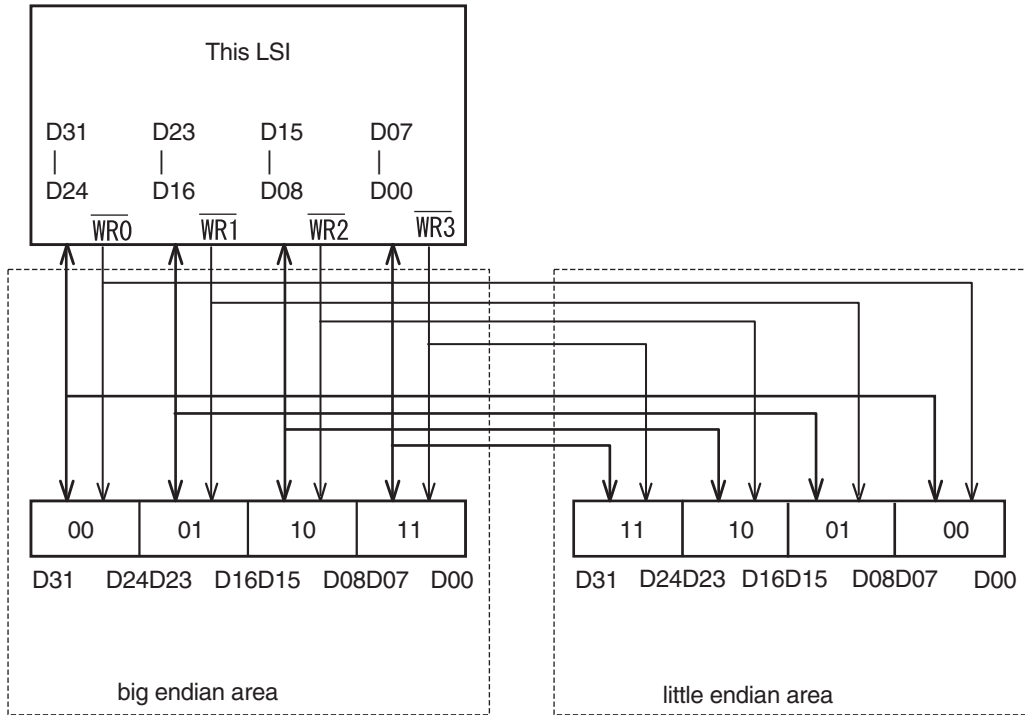 This LSI
D31 D23 D15 D07
| | | |
D24 D16 D08 D00
WR0 WR1 WR2 WR3
00 01 10 11
11 10 01 00
D31 D24D23 D16D15 D08D07 D00
D31 D24D23 D16D15 D08D07 D00
big endian area
little endian area